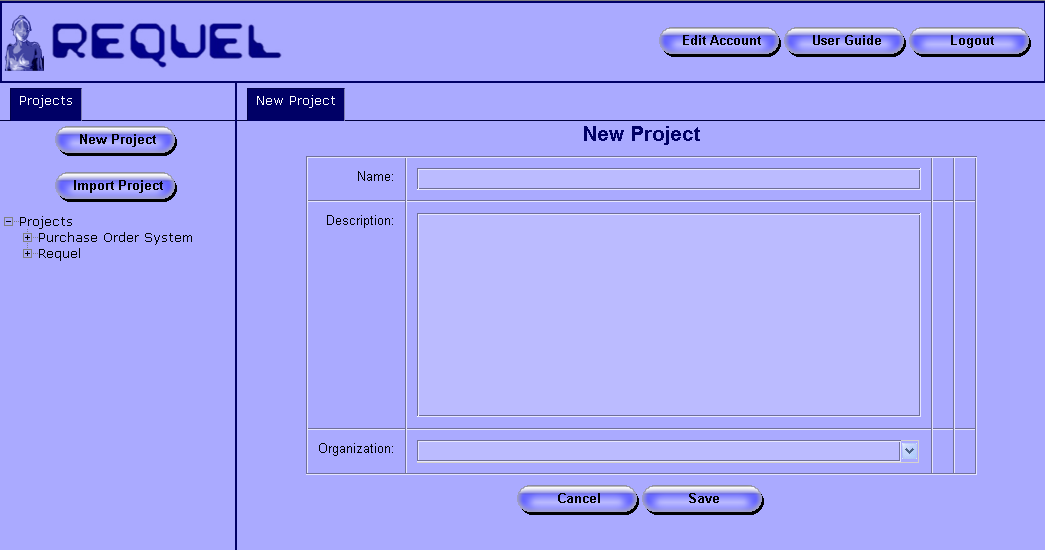 REQUEL
Edit Account
User Guide
Logout
Projects
New Project
Import Project
Projects
Purchase Order System
Requel
New Project
New Project
Name:
Description:
Organization:
Cancel
Save